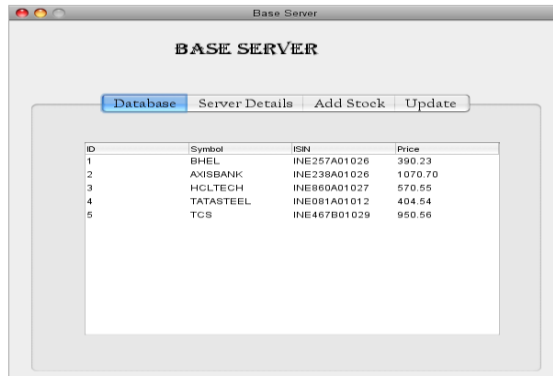 Base Server
BASE SERVER
Database Server Details Add Stock Update
ID Symbol ISIN Price
1 BHEL INE257A01026 390.23
2 AXISBANK INE238A01026 1070.70
3 HCLTECH INE860A01027 570.55
4 TATASTEEL INE081A01012 404.54
5 TCS INE467B01029 950.56